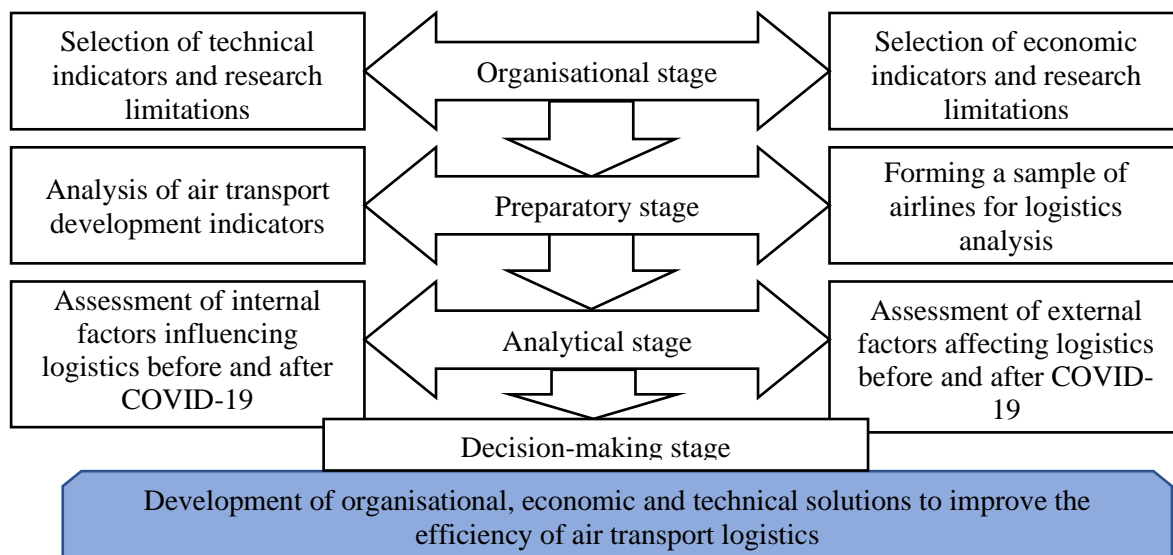 Selection of technical
indicators and research
limitations
Organisational stage
Selection of economic
indicators and research
limitations
Analysis of air transport
development indicators
Preparatory stage
Forming a sample of
airlines for logistics
analysis
Assessment of internal
factors influencing
logistics before and after
COVID-19
Analytical stage
Assessment of external
factors affecting logistics
before and after COVID-
19
Decision-making stage
Development of organisational, economic and technical solutions to improve the
efficiency of air transport logistics